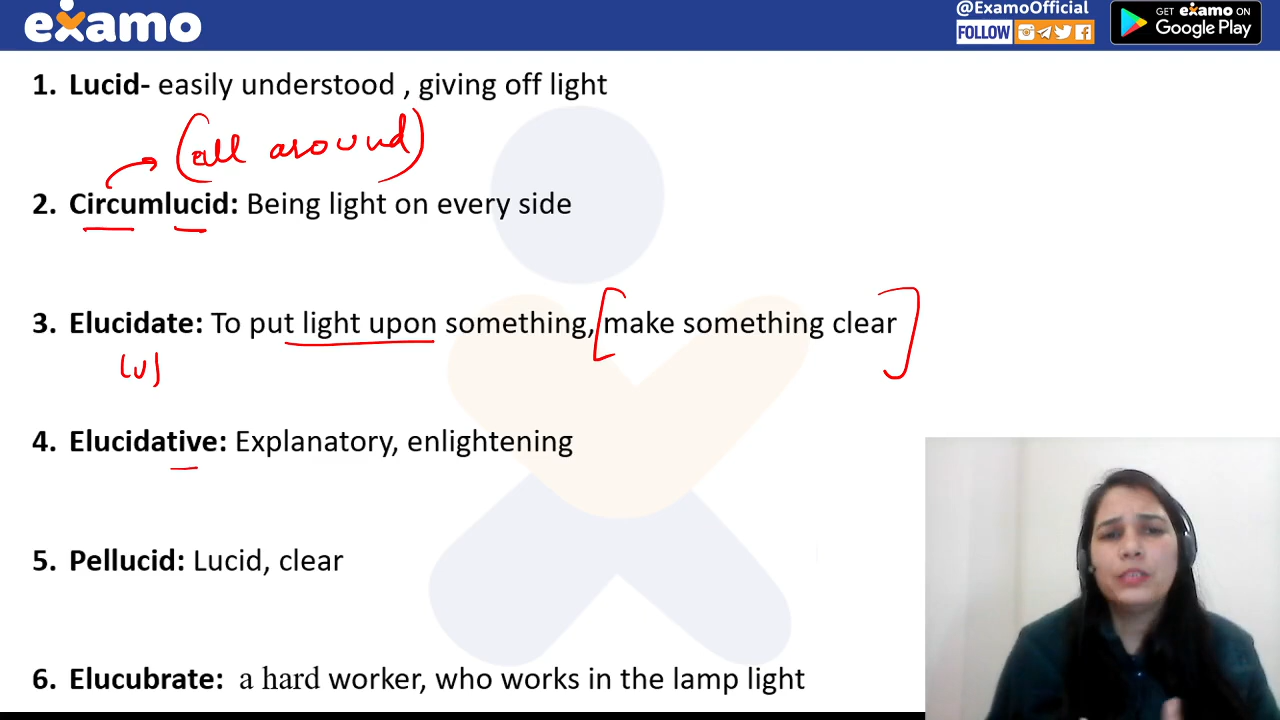 examo
@ExamoOfficial
FOLLOW
GET examo ON
Google Play
1. Lucid- easily understood , giving off light
(all around)
2. Circumlucid: Being light on every side
3. Elucidate: To put light upon something, [make something clear]
(v)
4. Elucidative: Explanatory, enlightening
5. Pellucid: Lucid, clear
6. Elucubrate: a hard worker, who works in the lamp light